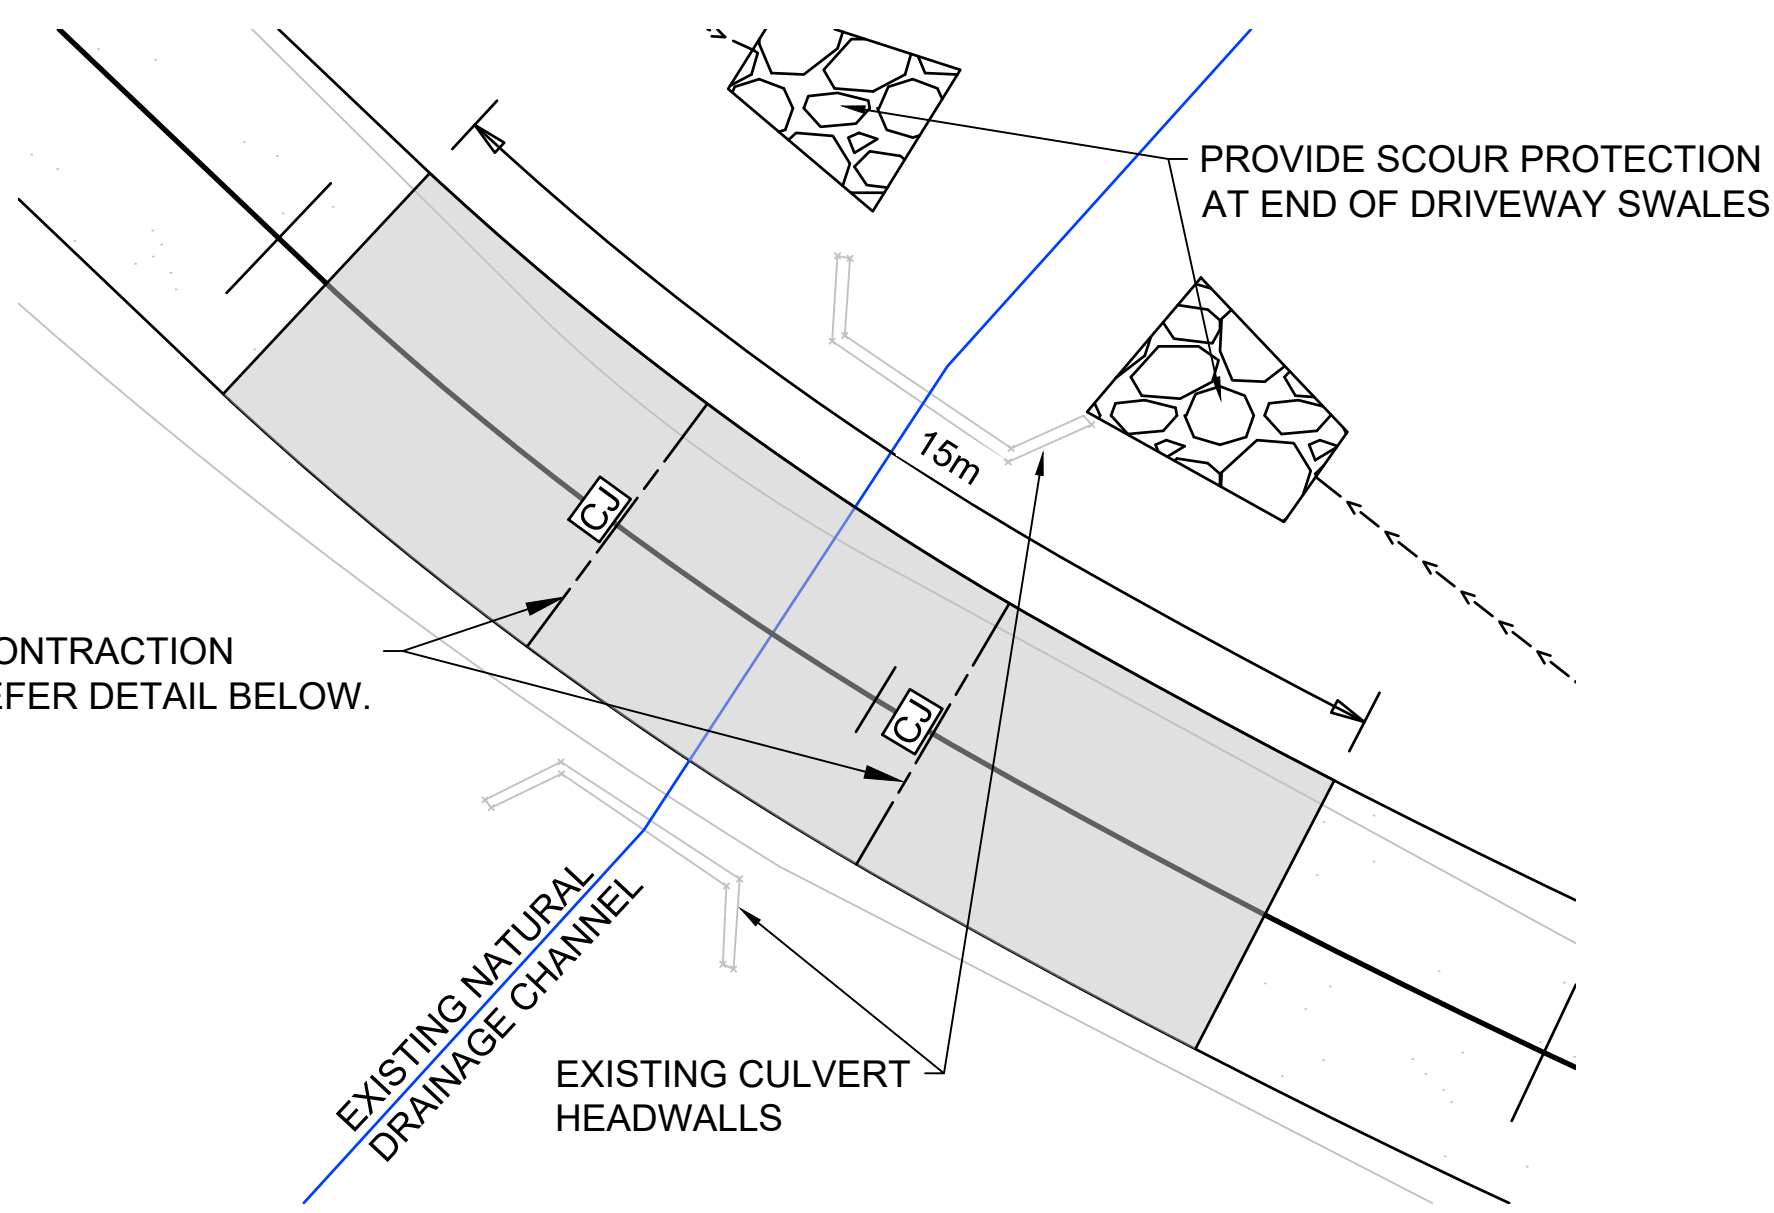 PROVIDE SCOUR PROTECTION
AT END OF DRIVEWAY SWALES
15m
CJ
ONTRACTION
EFER DETAIL BELOW.
CJ
EXISTING NATURAL
DRAINAGE CHANNEL
EXISTING CULVERT
HEADWALLS